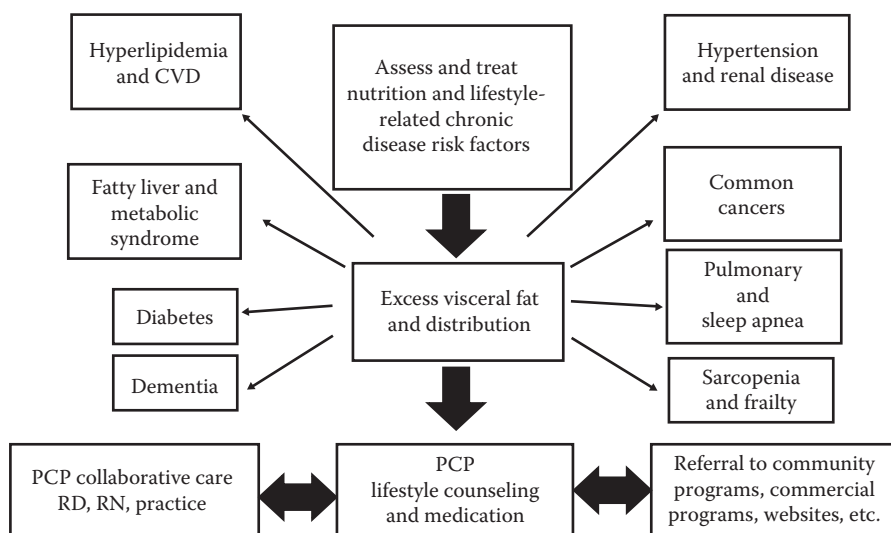 Hyperlipidemia
and CVD
Assess and treat
nutrition and lifestyle-
related chronic
disease risk factors
Hypertension
and renal disease
Fatty liver and
metabolic
syndrome
Common
cancers
Excess visceral fat
and distribution
Pulmonary
and
sleep apnea
Diabetes
Dementia
Sarcopenia
and frailty
PCP collaborative care
RD, RN, practice
PCP
lifestyle counseling
and medication
Referral to community
programs, commercial
programs, websites, etc.